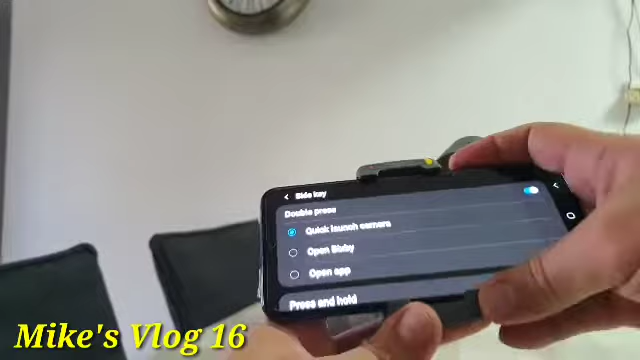 Side key
Double press
Quick launch camera
Open Bixby
Open app
Press and hold
Mike's Vlog 16